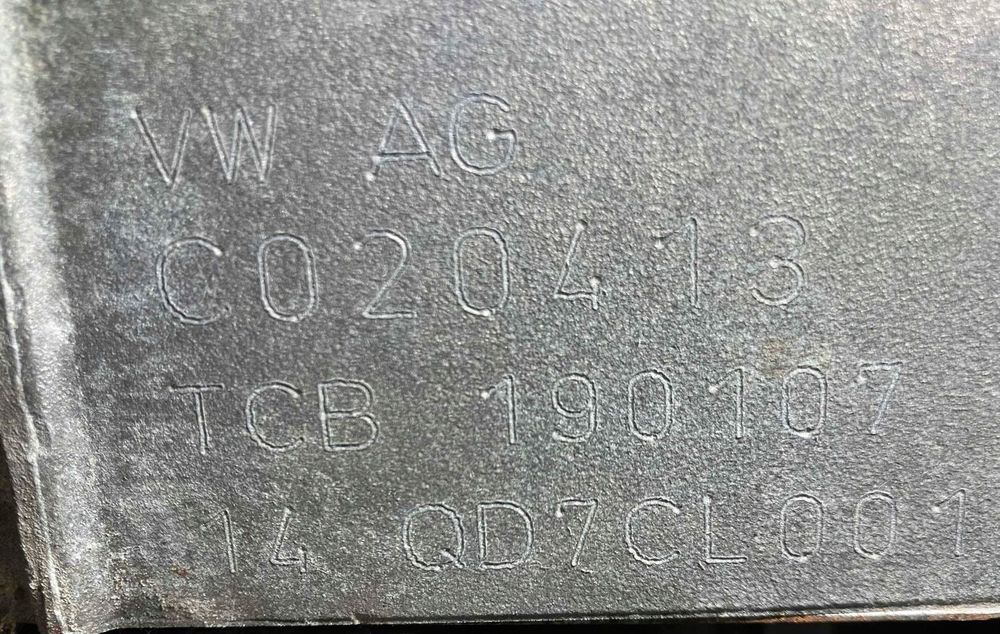 VW AG
C020413
TCB 190107
14 QD7CL001